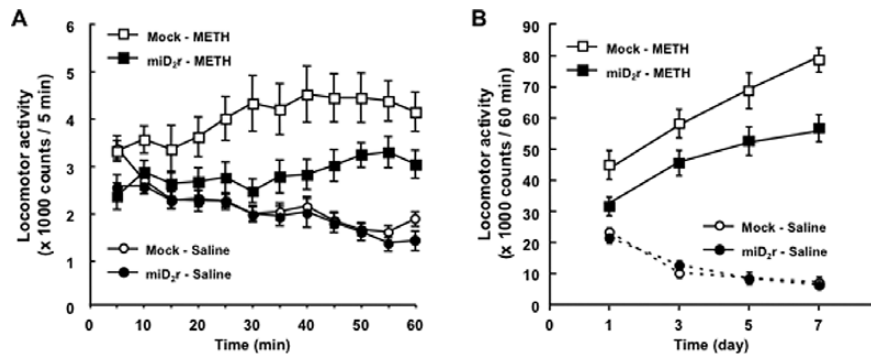 A
Locomotor activity
(x 1000 counts / 5 min)
6
5
4
3
2
1
0
Mock - METH
miD₂r - METH
Mock - Saline
miD₂r - Saline
0 10 20 30 40 50 60
Time (min)
B
Locomotor activity
(x 1000 counts / 60 min)
90
80
70
60
50
40
30
20
10
0
Mock - METH
miD₂r - METH
Mock - Saline
miD₂r - Saline
1 3 5 7
Time (day)